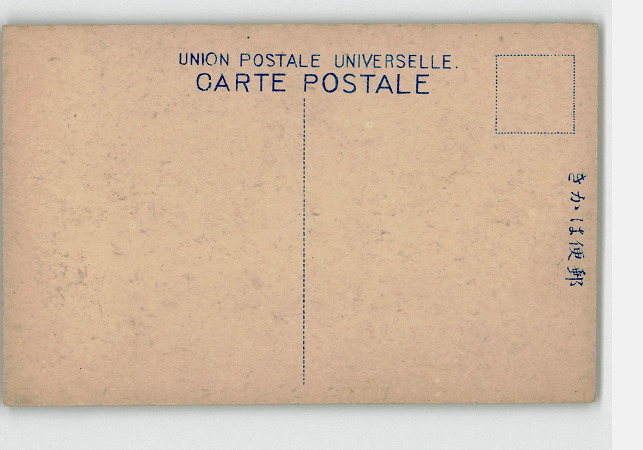 UNION POSTALE UNIVERSELLE.
CARTE POSTALE
きかは便郵